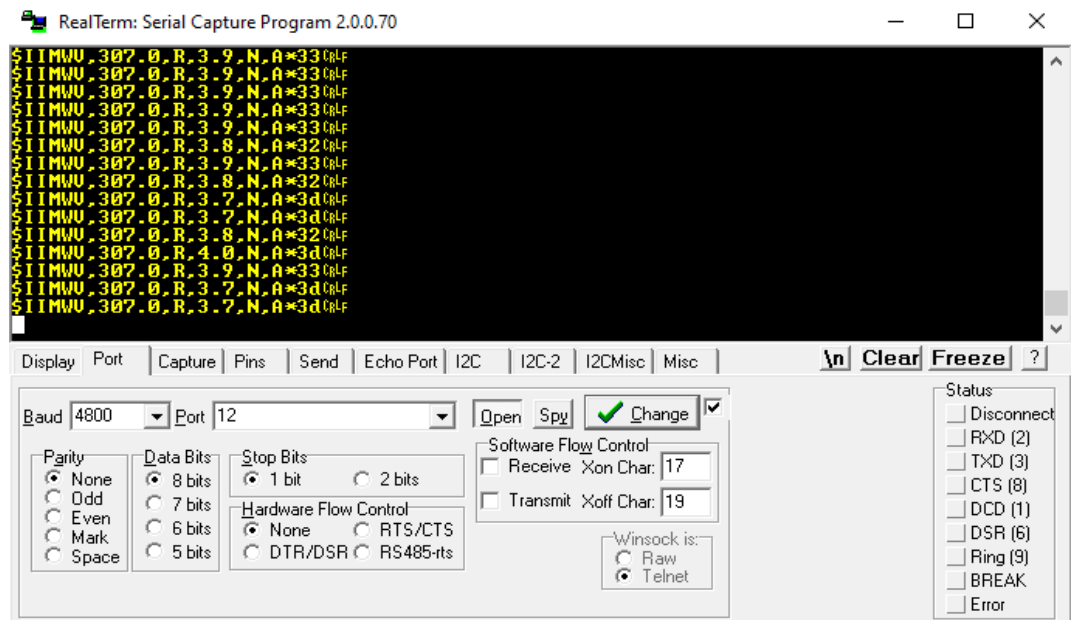 RealTerm: Serial Capture Program 2.0.0.70
$IIMWV,307.0,R,3.9,N,A*33CRLF
$IIMWV,307.0,R,3.9,N,A*33CRLF
$IIMWV,307.0,R,3.9,N,A*33CRLF
$IIMWV,307.0,R,3.9,N,A*33CRLF
$IIMWV,307.0,R,3.9,N,A*33CRLF
$IIMWV,307.0,R,3.8,N,A*32CRLF
$IIMWV,307.0,R,3.9,N,A*33CRLF
$IIMWV,307.0,R,3.8,N,A*32CRLF
$IIMWV,307.0,R,3.7,N,A*3dCRLF
$IIMWV,307.0,R,3.7,N,A*3dCRLF
$IIMWV,307.0,R,3.8,N,A*32CRLF
$IIMWV,307.0,R,4.0,N,A*3dCRLF
$IIMWV,307.0,R,3.9,N,A*33CRLF
$IIMWV,307.0,R,3.7,N,A*3dCRLF
$IIMWV,307.0,R,3.7,N,A*3dCRLF
Display Port Capture Pins Send Echo Port I2C I2C-2 I2CMisc Misc \n Clear Freeze ?
Baud 4800 Port 12 Open Spy Change
Parity
None
Odd
Even
Mark
Space
Data Bits
8 bits
7 bits
6 bits
5 bits
Stop Bits
1 bit 2 bits
Hardware Flow Control
None RTS/CTS
DTR/DSR RS485-rts
Software Flow Control
Receive Xon Char: 17
Transmit Xoff Char: 19
Winsock is:
Raw
Telnet
Status
Disconnect
RXD (2)
TXD (3)
CTS (8)
DCD (1)
DSR (6)
Ring (9)
BREAK
Error